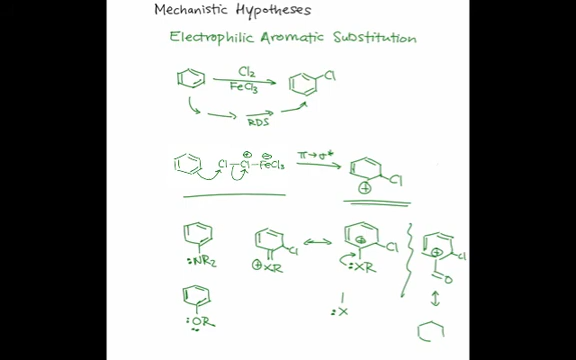 Mechanistic Hypotheses
Electrophilic Aromatic Substitution
Cl2
FeCl3
Cl
RDS
Cl—Cl—FeCl3
⊕ ⊖
π→σ*
Cl
⊕
:NR2
Cl
⊕XR
Cl
⊕
:XR
Cl
⊕
O
:OR
:X